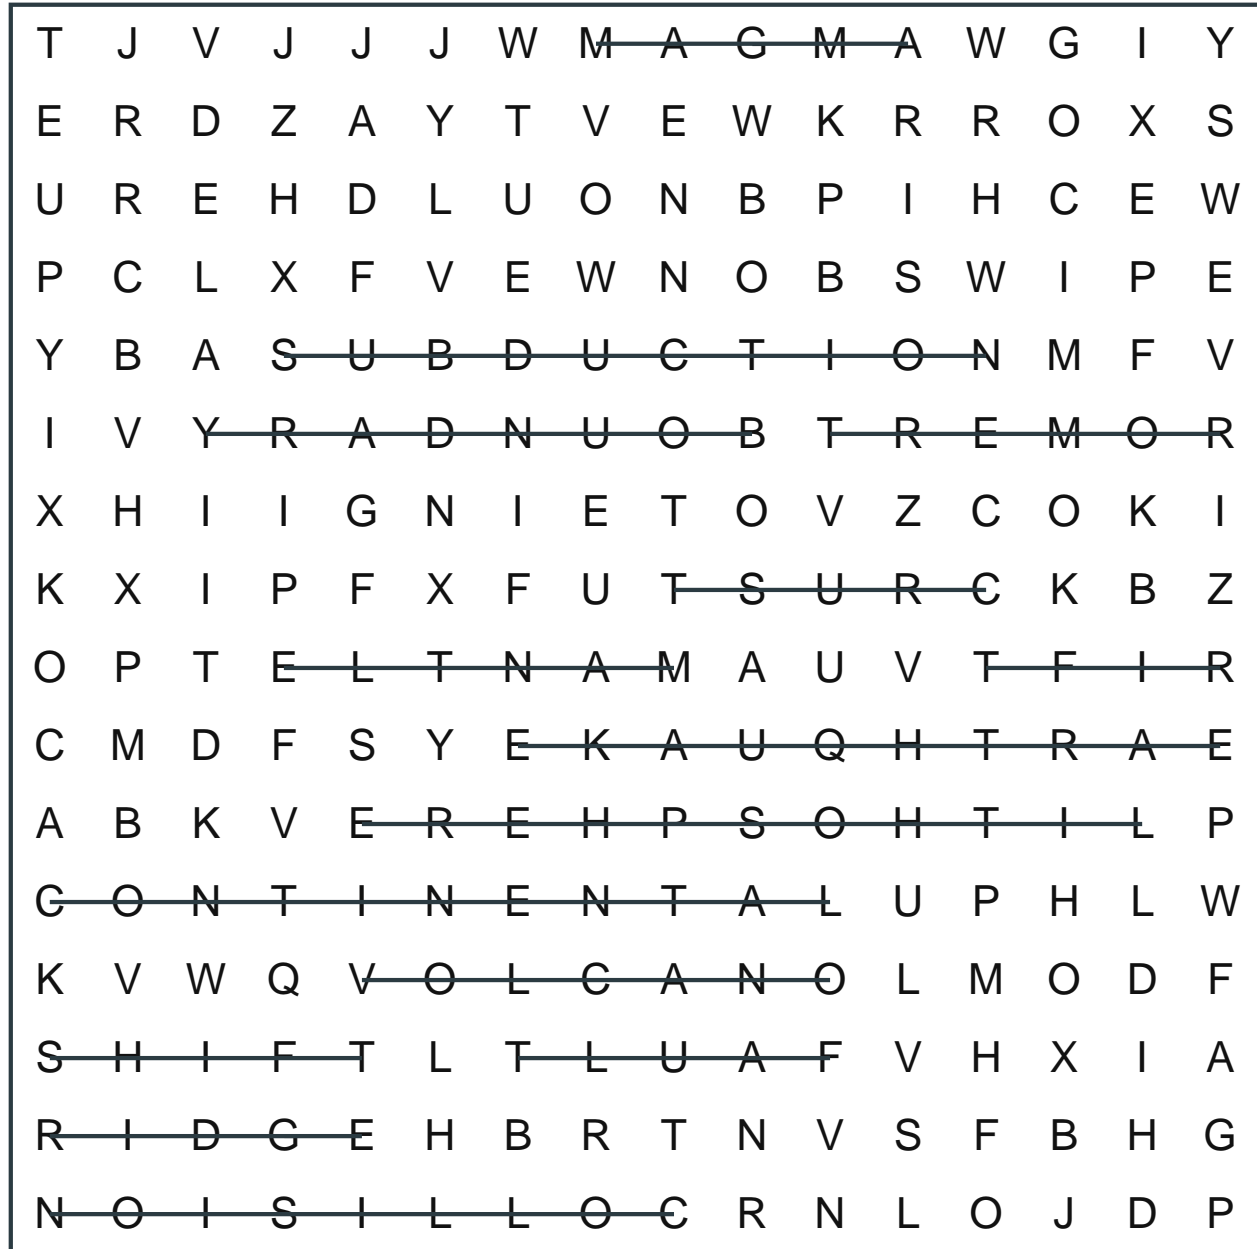 T J V J J J W M A G M A W G I Y
E R D Z A Y T V E W K R R O X S
U R E H D L U O N B P I H C E W
P C L X F V E W N O B S W I P E
Y B A S U B D U C T I O N M F V
I V Y R A D N U O B T R E M O R
X H I I G N I E T O V Z C O K I
K X I P F X F U T S U R C K B Z
O P T E L T N A M A U V T F I R
C M D F S Y E K A U Q H T R A E
A B K V E R E H P S O H T I L P
C O N T I N E N T A L U P H L W
K V W Q V O L C A N O L M O D F
S H I F T L T L U A F V H X I A
R I D G E H B R T N V S F B H G
N O I S I L L O C R N L O J D P